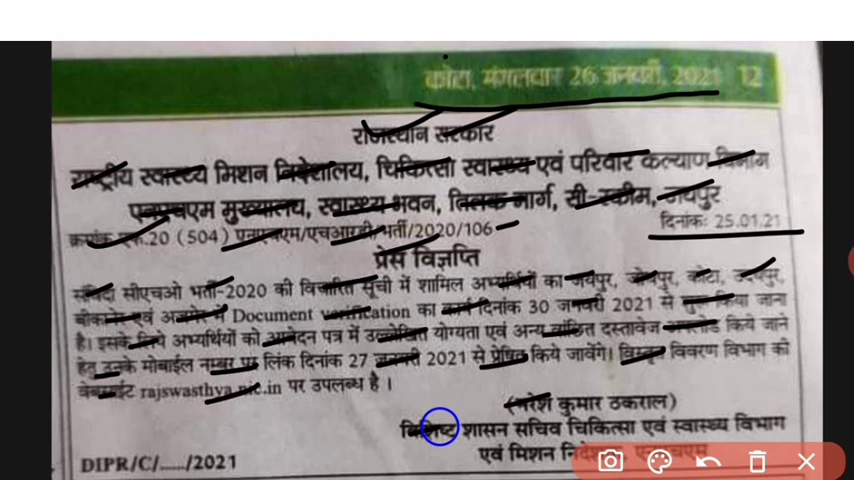 कोटा, मंगलवार 26 जनवरी, 2021 12
राजस्थान सरकार
राष्ट्रीय स्वास्थ्य मिशन निदेशालय, चिकित्सा स्वास्थ्य एवं परिवार कल्याण विभाग
एनएचएम मुख्यालय, स्वास्थ्य भवन, तिलक मार्ग, सी-स्कीम, जयपुर
क्रमांक एफ.20 (504) एनएचएम/एचआरडी/भर्ती/2020/106 दिनांक: 25.01.21
प्रेस विज्ञप्ति
संविदा सीएचओ भर्ती-2020 की विचारित सूची में शामिल अभ्यर्थियों का जयपुर, जोधपुर, कोटा, उदयपुर,
बीकानेर एवं अजमेर में Document varification का कार्य दिनांक 30 जनवरी 2021 से शुरू किया जाना
है। इसके लिये अभ्यर्थियों को आवेदन पत्र में उल्लेखित योग्यता एवं अन्य वांछित दस्तावेज अपलोड किये जाने
हेतु उनके मोबाईल नम्बर पर लिंक दिनांक 27 जनवरी 2021 से प्रेषित किये जावेंगे। विस्तृत विवरण विभाग की
वेबसाईट rajswasthya.nic.in पर उपलब्ध है।
(नरेश कुमार ठकराल)
विशिष्ट शासन सचिव चिकित्सा एवं स्वास्थ्य विभाग
एवं मिशन निदेशक, एनएचएम
DIPR/C/...../2021